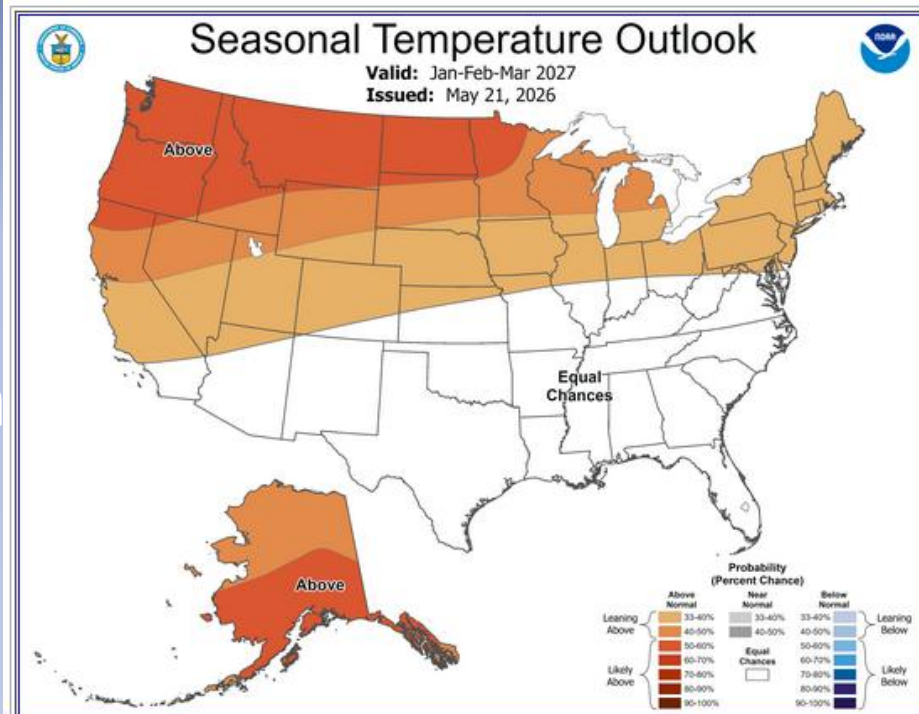 Seasonal Temperature Outlook
Valid: Jan-Feb-Mar 2027
Issued: May 21, 2026
NOAA
Above
Equal
Chances
Above
Probability
(Percent Chance)
Above
Normal
Near
Normal
Below
Normal
Leaning
Above
33-40%
40-50%
50-60%
60-70%
70-80%
80-90%
90-100%
Likely
Above
33-40%
40-50%
Equal
Chances
33-40%
40-50%
50-60%
60-70%
70-80%
80-90%
90-100%
Leaning
Below
Likely
Below